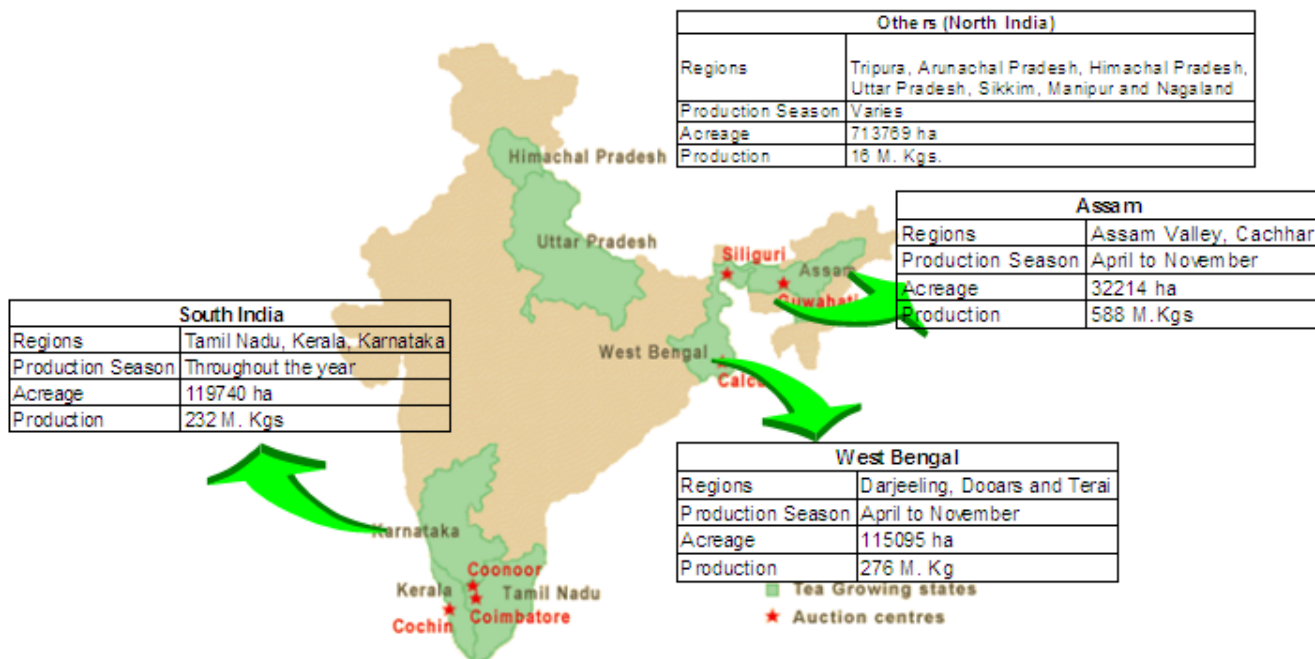 Others (North India)
Regions Tripura, Arunachal Pradesh, Himachal Pradesh,
Uttar Pradesh, Sikkim, Manipur and Nagaland
Production Season Varies
Acreage 713769 ha
Production 16 M. Kgs.
Himachal Pradesh
Uttar Pradesh
Assam
Regions Assam Valley, Cachhar
Production Season April to November
Acreage 32214 ha
Production 588 M.Kgs
Siliguri
Assam
Guwahati
South India
Regions Tamil Nadu, Kerala, Karnataka
Production Season Throughout the year
Acreage 119740 ha
Production 232 M. Kgs
West Bengal
Calcu
West Bengal
Regions Darjeeling, Dooars and Terai
Production Season April to November
Acreage 115095 ha
Production 276 M. Kg
Karnataka
Coonoor
Kerala
Tamil Nadu
Coimbatore
Cochin
Tea Growing states
Auction centres